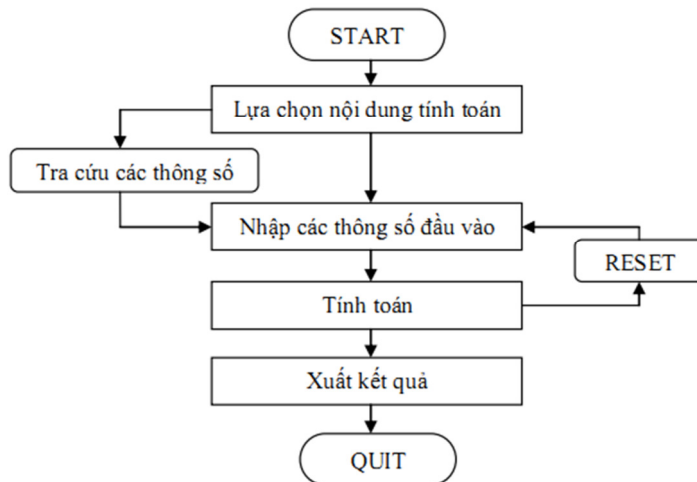 START
Lựa chọn nội dung tính toán
Tra cứu các thông số
Nhập các thông số đầu vào
RESET
Tính toán
Xuất kết quả
QUIT